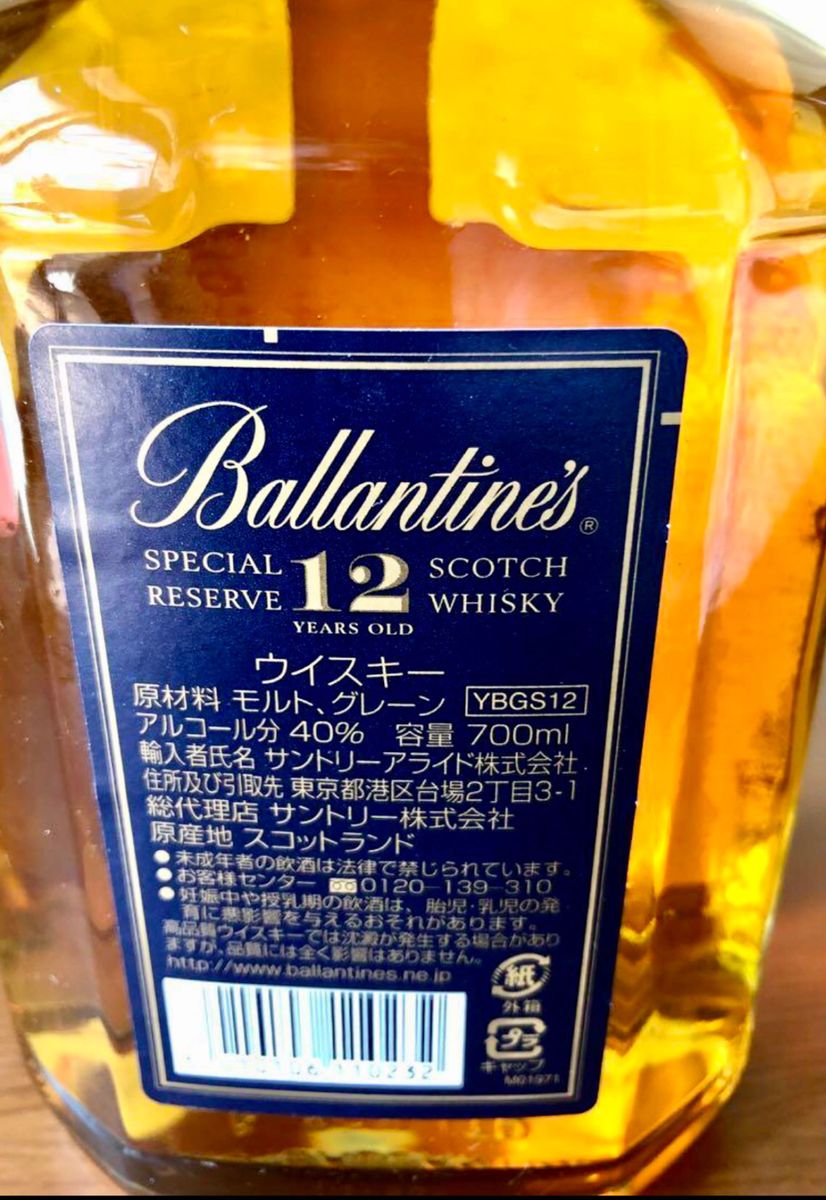 Ballantine's®
SPECIAL RESERVE 12 YEARS OLD SCOTCH WHISKY
ウイスキー
原材料 モルト、グレーン YBGS12
アルコール分 40% 容量 700ml
輸入者氏名 サントリーアライド株式会社
住所及び引取先 東京都港区台場2丁目3-1
総代理店 サントリー株式会社
原産地 スコットランド
●未成年者の飲酒は法律で禁じられています。
●お客様センター 0120-139-310
●妊娠中や授乳期の飲酒は、胎児・乳児の発
育に悪影響を与えるおそれがあります。
高品質ウイスキーでは沈澱が発生する場合があり
ますが、品質には全く影響はありません。
http://www.ballantines.ne.jp
紙
外箱
プラ
キャップ
110232